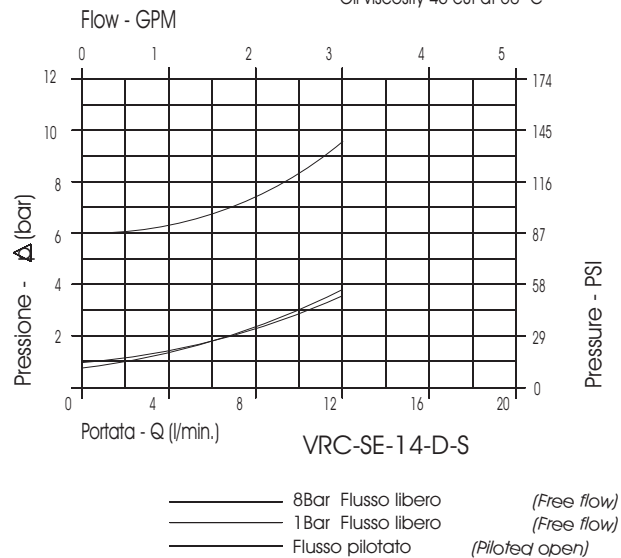 Oil viscosity 46 cSt at 50° C
Flow - GPM
0 1 2 3 4 5
12 174
10 145
8 116
6 87
4 58
2 29
0
0 4 8 12 16 20
Pressione - Δ (bar)
Pressure - PSI
Portata - Q (l/min.)
VRC-SE-14-D-S
8Bar Flusso libero (Free flow)
1Bar Flusso libero (Free flow)
Flusso pilotato (Piloted open)